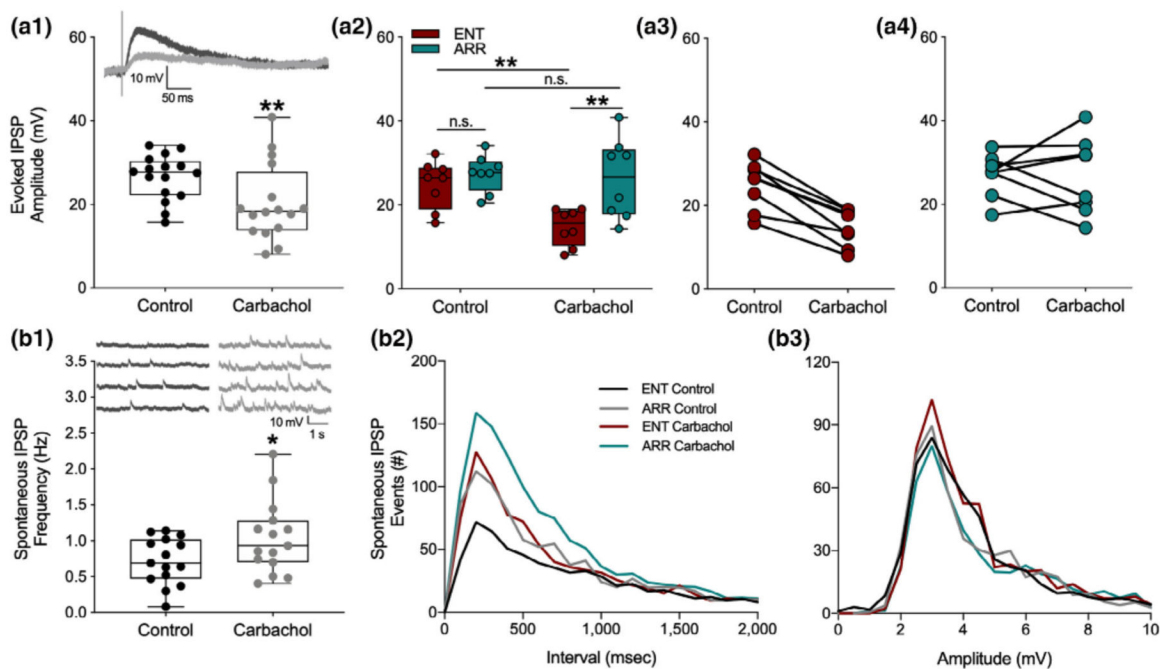 (a1)
Evoked IPSP
Amplitude (mV)
60
40
20
0
10 mV
50 ms
**
Control
Carbachol
(a2)
60
40
20
0
ENT
ARR
**
n.s.
**
n.s.
Control
Carbachol
(a3)
60
40
20
0
Control
Carbachol
(a4)
60
40
20
0
Control
Carbachol
(b1)
Spontaneous IPSP
Frequency (Hz)
3.5
3.0
2.5
2.0
1.5
1.0
0.5
0.0
10 mV
1 s
*
Control
Carbachol
(b2)
Spontaneous IPSP
Events (#)
200
150
100
50
0
ENT Control
ARR Control
ENT Carbachol
ARR Carbachol
0
500
1,000
1,500
2,000
Interval (msec)
(b3)
120
90
60
30
0
0
2
4
6
8
10
Amplitude (mV)